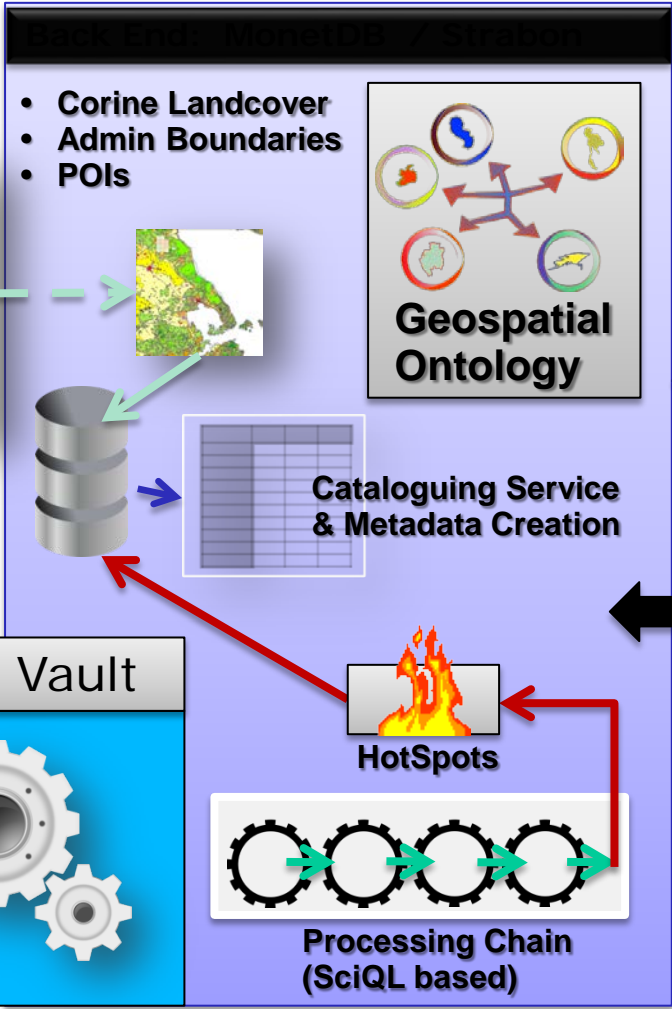 Back End: MonetDB / Strabon
• Corine Landcover
• Admin Boundaries
• POIs
Geospatial
Ontology
Cataloguing Service
& Metadata Creation
Vault
HotSpots
Processing Chain
(SciQL based)